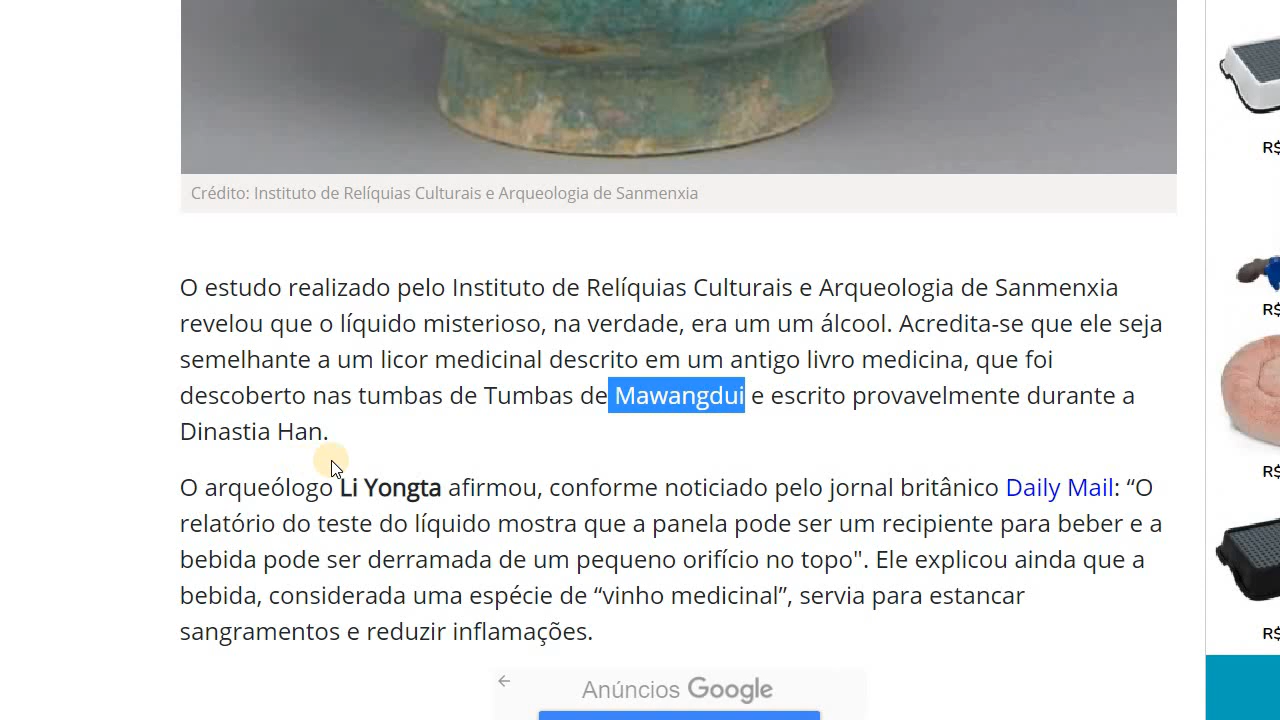 R$
Crédito: Instituto de Relíquias Culturais e Arqueologia de Sanmenxia
O estudo realizado pelo Instituto de Relíquias Culturais e Arqueologia de Sanmenxia
R$
revelou que o líquido misterioso, na verdade, era um um álcool. Acredita-se que ele seja
semelhante a um licor medicinal descrito em um antigo livro medicina, que foi
descoberto nas tumbas de Tumbas de Mawangdui e escrito provavelmente durante a
Dinastia Han.
R$
O arqueólogo Li Yongta afirmou, conforme noticiado pelo jornal britânico Daily Mail: “O
relatório do teste do líquido mostra que a panela pode ser um recipiente para beber e a
bebida pode ser derramada de um pequeno orifício no topo". Ele explicou ainda que a
bebida, considerada uma espécie de “vinho medicinal”, servia para estancar
sangramentos e reduzir inflamações.
R$
Anúncios Google